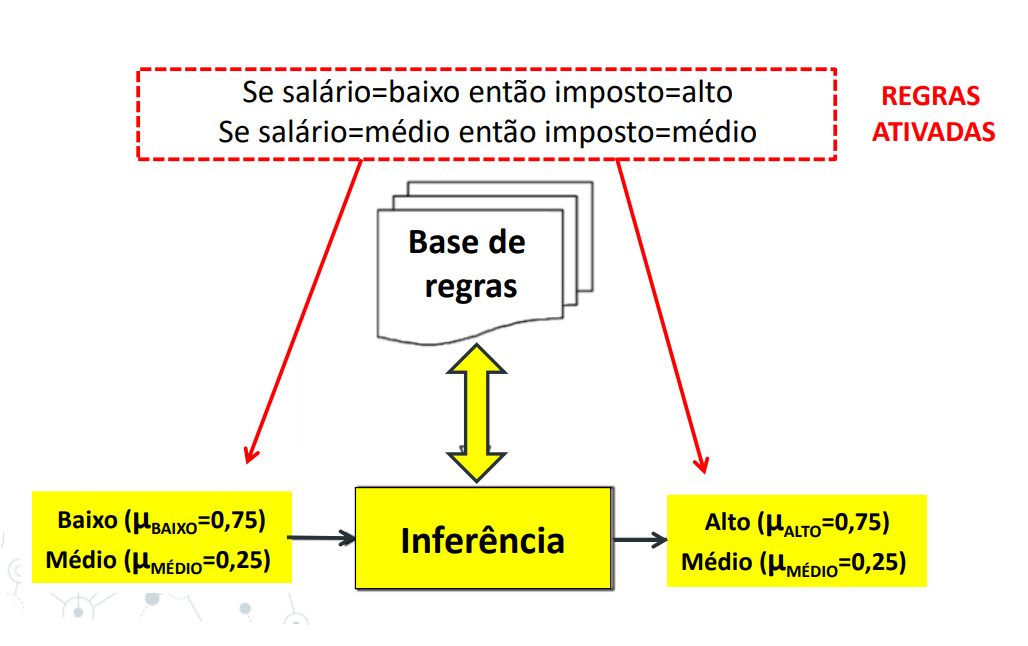 Se salário=baixo então imposto=alto
Se salário=médio então imposto=médio
REGRAS
ATIVADAS
Base de
regras
Baixo (μBAIXO=0,75)
Médio (μMÉDIO=0,25)
Inferência
Alto (μALTO=0,75)
Médio (μMÉDIO=0,25)